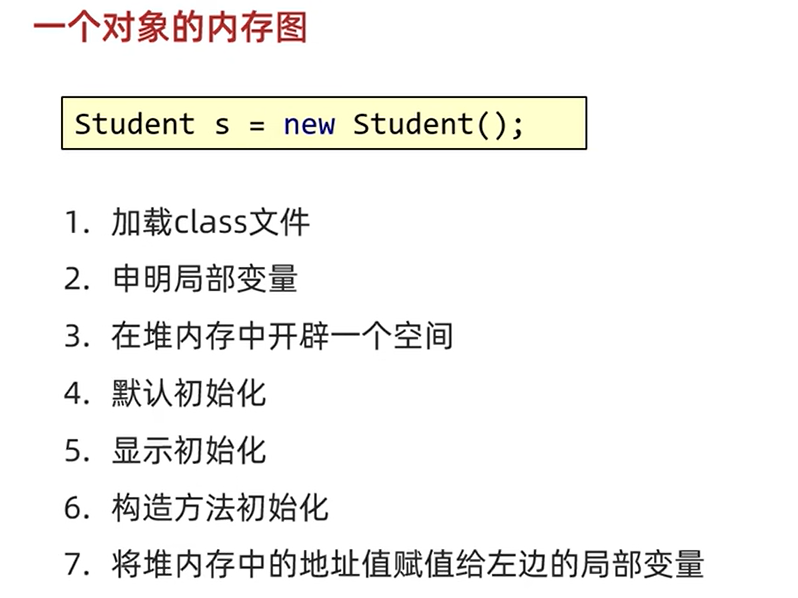 一个对象的内存图
Student s = new Student();
1. 加载class文件
2. 申明局部变量
3. 在堆内存中开辟一个空间
4. 默认初始化
5. 显示初始化
6. 构造方法初始化
7. 将堆内存中的地址值赋值给左边的局部变量